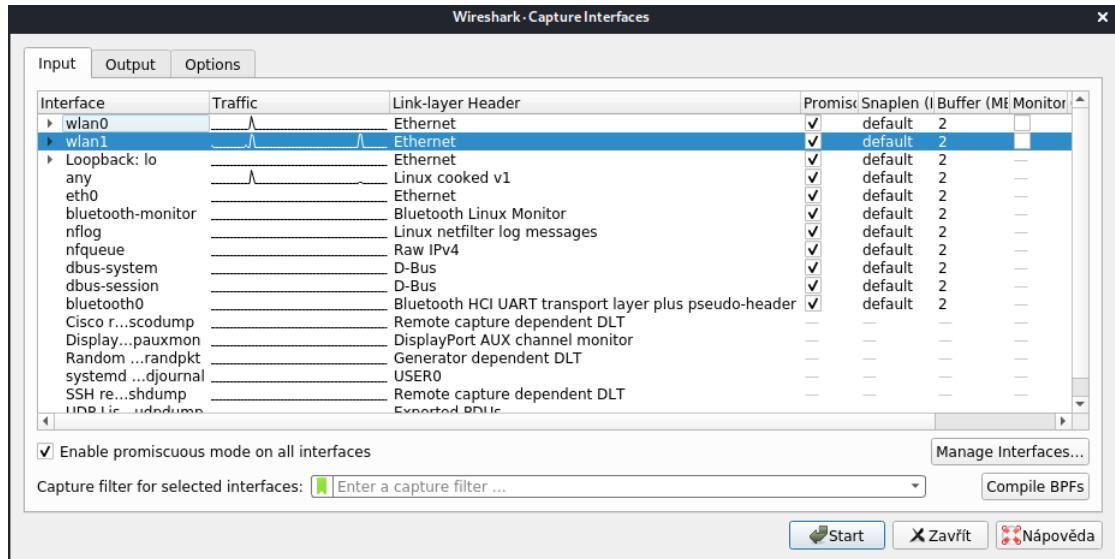 Wireshark · Capture Interfaces
Input Output Options
Interface Traffic Link-layer Header Promisc Snaplen ( Buffer (ME Monitor
wlan0 Ethernet default 2
wlan1 Ethernet default 2
Loopback: lo Ethernet default 2 —
any Linux cooked v1 default 2 —
eth0 Ethernet default 2 —
bluetooth-monitor Bluetooth Linux Monitor default 2 —
nflog Linux netfilter log messages default 2 —
nfqueue Raw IPv4 default 2 —
dbus-system D-Bus default 2 —
dbus-session D-Bus default 2 —
bluetooth0 Bluetooth HCI UART transport layer plus pseudo-header default 2 —
Cisco r...scodump Remote capture dependent DLT — — — —
Display...pauxmon DisplayPort AUX channel monitor — — — —
Random ...randpkt Generator dependent DLT — — — —
systemd ...djournal USER0 — — — —
SSH re...shdump Remote capture dependent DLT — — — —
UDP Lis...udpdump Exported PDUs
Enable promiscuous mode on all interfaces Manage Interfaces...
Capture filter for selected interfaces: Enter a capture filter ... Compile BPFs
Start Zavřít Nápověda